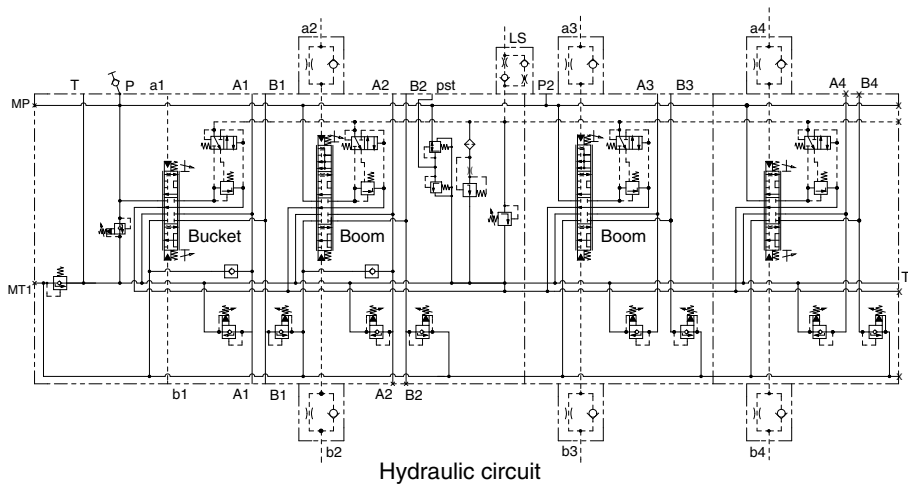 a2 LS a3 a4
T P a1 A1 B1 A2 B2 pst P2 A3 B3 A4 B4
MP
Bucket Boom Boom
T
MT1
b1 A1 B1 A2 B2
b2 b3 b4
Hydraulic circuit